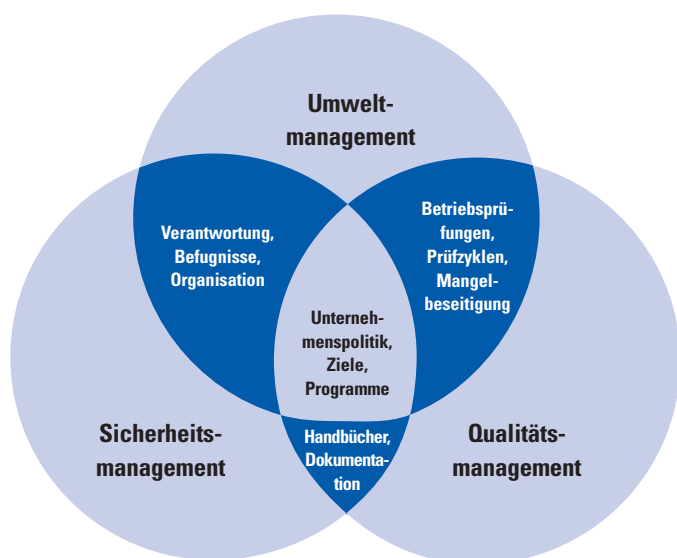 Umwelt-
management
Verantwortung,
Befugnisse,
Organisation
Betriebsprü-
fungen,
Prüfzyklen,
Mangel-
beseitigung
Unterneh-
menspolitik,
Ziele,
Programme
Sicherheits-
management
Handbücher,
Dokumenta-
tion
Qualitäts-
management